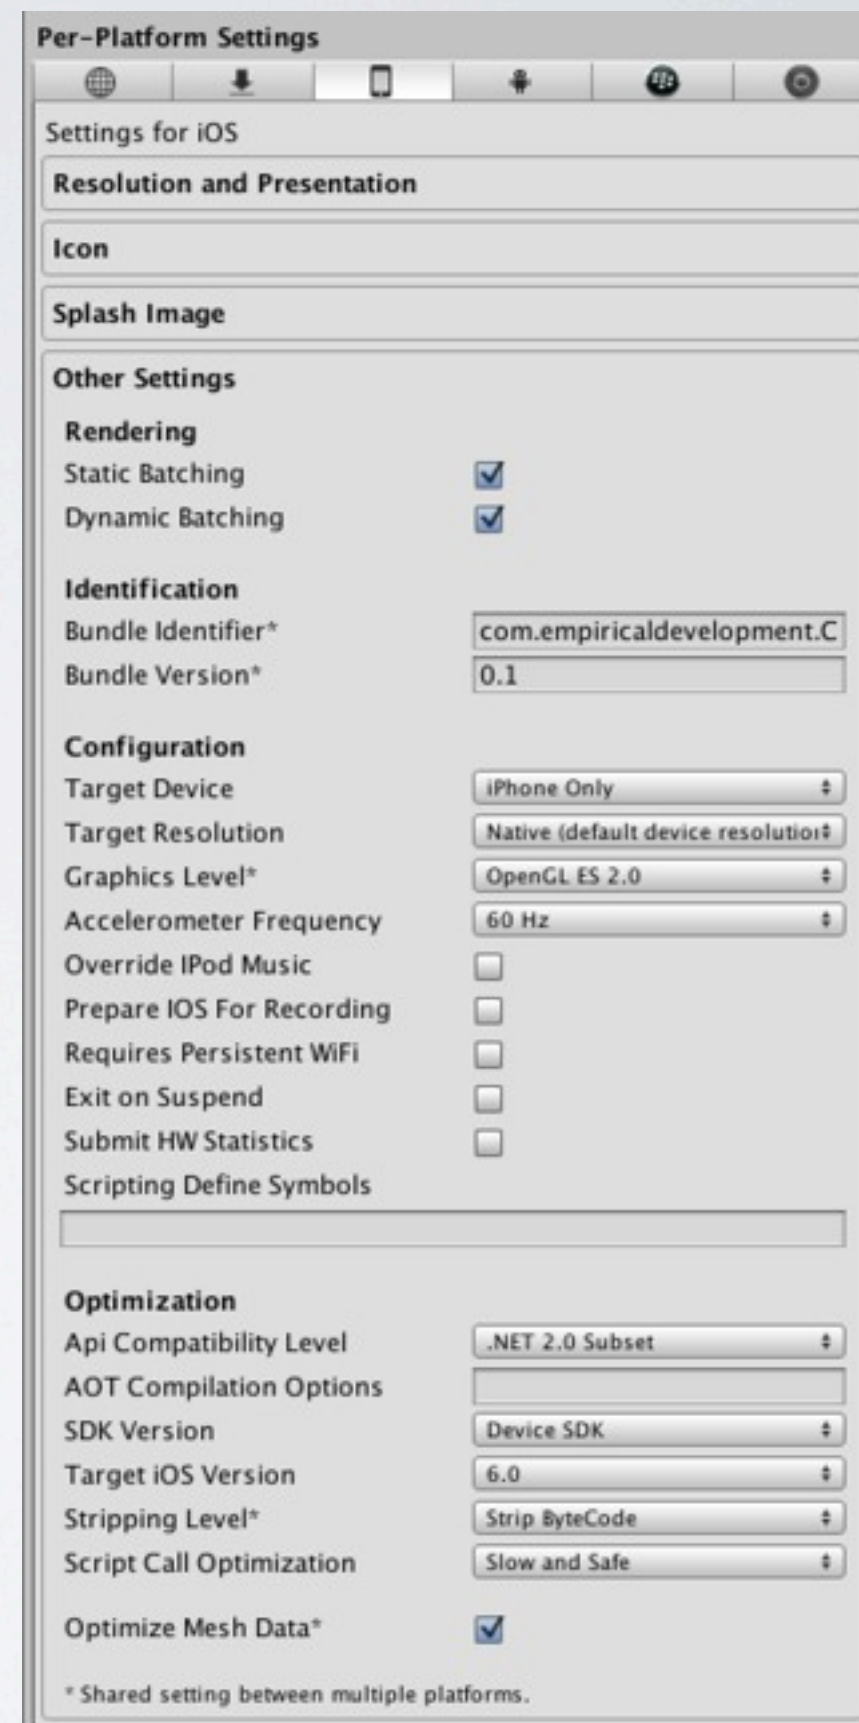 Per-Platform Settings
Settings for iOS
Resolution and Presentation
Icon
Splash Image
Other Settings
Rendering
Static Batching
Dynamic Batching
Identification
Bundle Identifier* com.empiricaldevelopment.C
Bundle Version* 0.1
Configuration
Target Device iPhone Only
Target Resolution Native (default device resolution
Graphics Level* OpenGL ES 2.0
Accelerometer Frequency 60 Hz
Override IPod Music
Prepare IOS For Recording
Requires Persistent WiFi
Exit on Suspend
Submit HW Statistics
Scripting Define Symbols
Optimization
Api Compatibility Level .NET 2.0 Subset
AOT Compilation Options
SDK Version Device SDK
Target iOS Version 6.0
Stripping Level* Strip ByteCode
Script Call Optimization Slow and Safe
Optimize Mesh Data*
* Shared setting between multiple platforms.